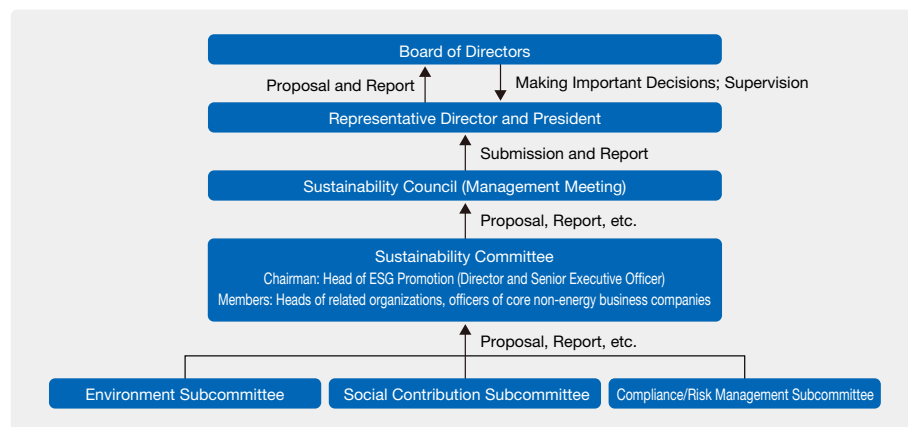 Board of Directors
Proposal and Report
Making Important Decisions; Supervision
Representative Director and President
Submission and Report
Sustainability Council (Management Meeting)
Proposal, Report, etc.
Sustainability Committee
Chairman: Head of ESG Promotion (Director and Senior Executive Officer)
Members: Heads of related organizations, officers of core non-energy business companies
Proposal, Report, etc.
Environment Subcommittee
Social Contribution Subcommittee
Compliance/Risk Management Subcommittee